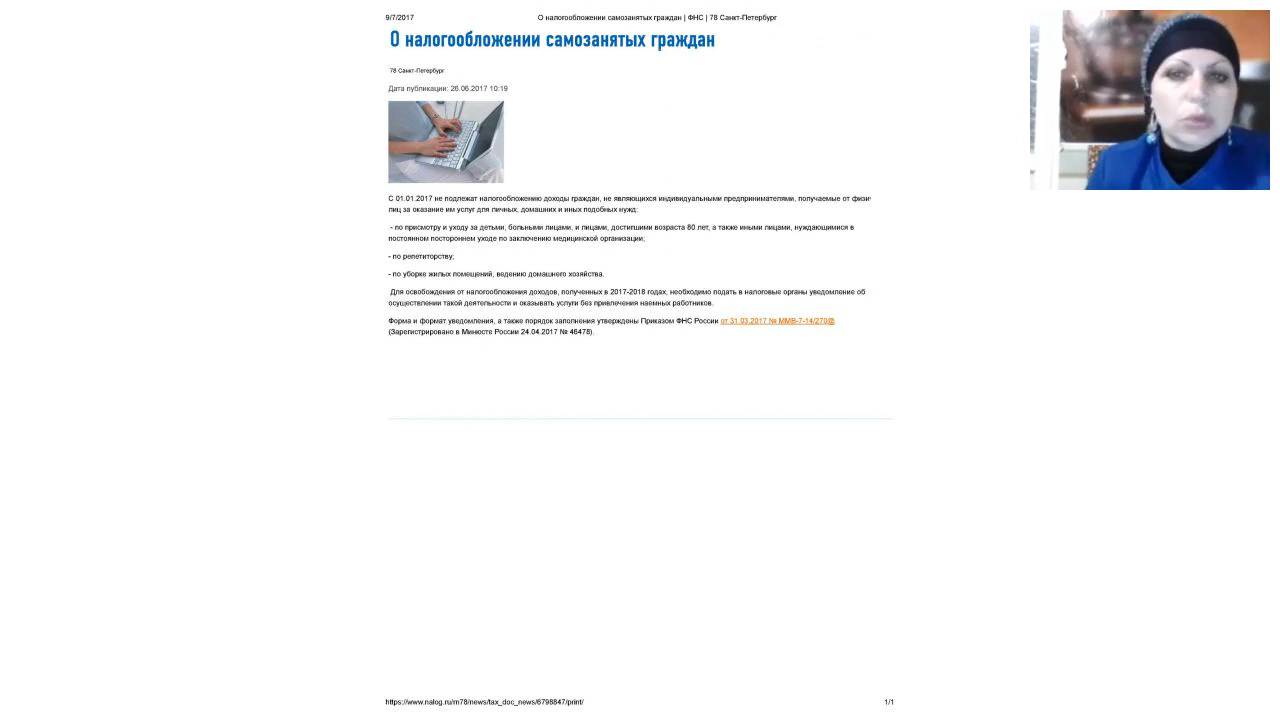 9/7/2017 О налогообложении самозанятых граждан | ФНС | 78 Санкт-Петербург
О налогообложении самозанятых граждан
78 Санкт-Петербург
Дата публикации: 26.06.2017 10:19
С 01.01.2017 не подлежат налогообложению доходы граждан, не являющихся индивидуальными предпринимателями, получаемые от физи
лиц за оказание им услуг для личных, домашних и иных подобных нужд:
- по присмотру и уходу за детьми, больными лицами, и лицами, достигшими возраста 80 лет, а также иными лицами, нуждающимися в
постоянном постороннем уходе по заключению медицинской организации;
- по репетиторству;
- по уборке жилых помещений, ведению домашнего хозяйства.
Для освобождения от налогообложения доходов, полученных в 2017-2018 годах, необходимо подать в налоговые органы уведомление об
осуществлении такой деятельности и оказывать услуги без привлечения наемных работников.
Форма и формат уведомления, а также порядок заполнения утверждены Приказом ФНС России от 31.03.2017 № ММВ-7-14/270@
(Зарегистрировано в Минюсте России 24.04.2017 № 46478).
https://www.nalog.ru/rn78/news/tax_doc_news/6798847/print/ 1/1